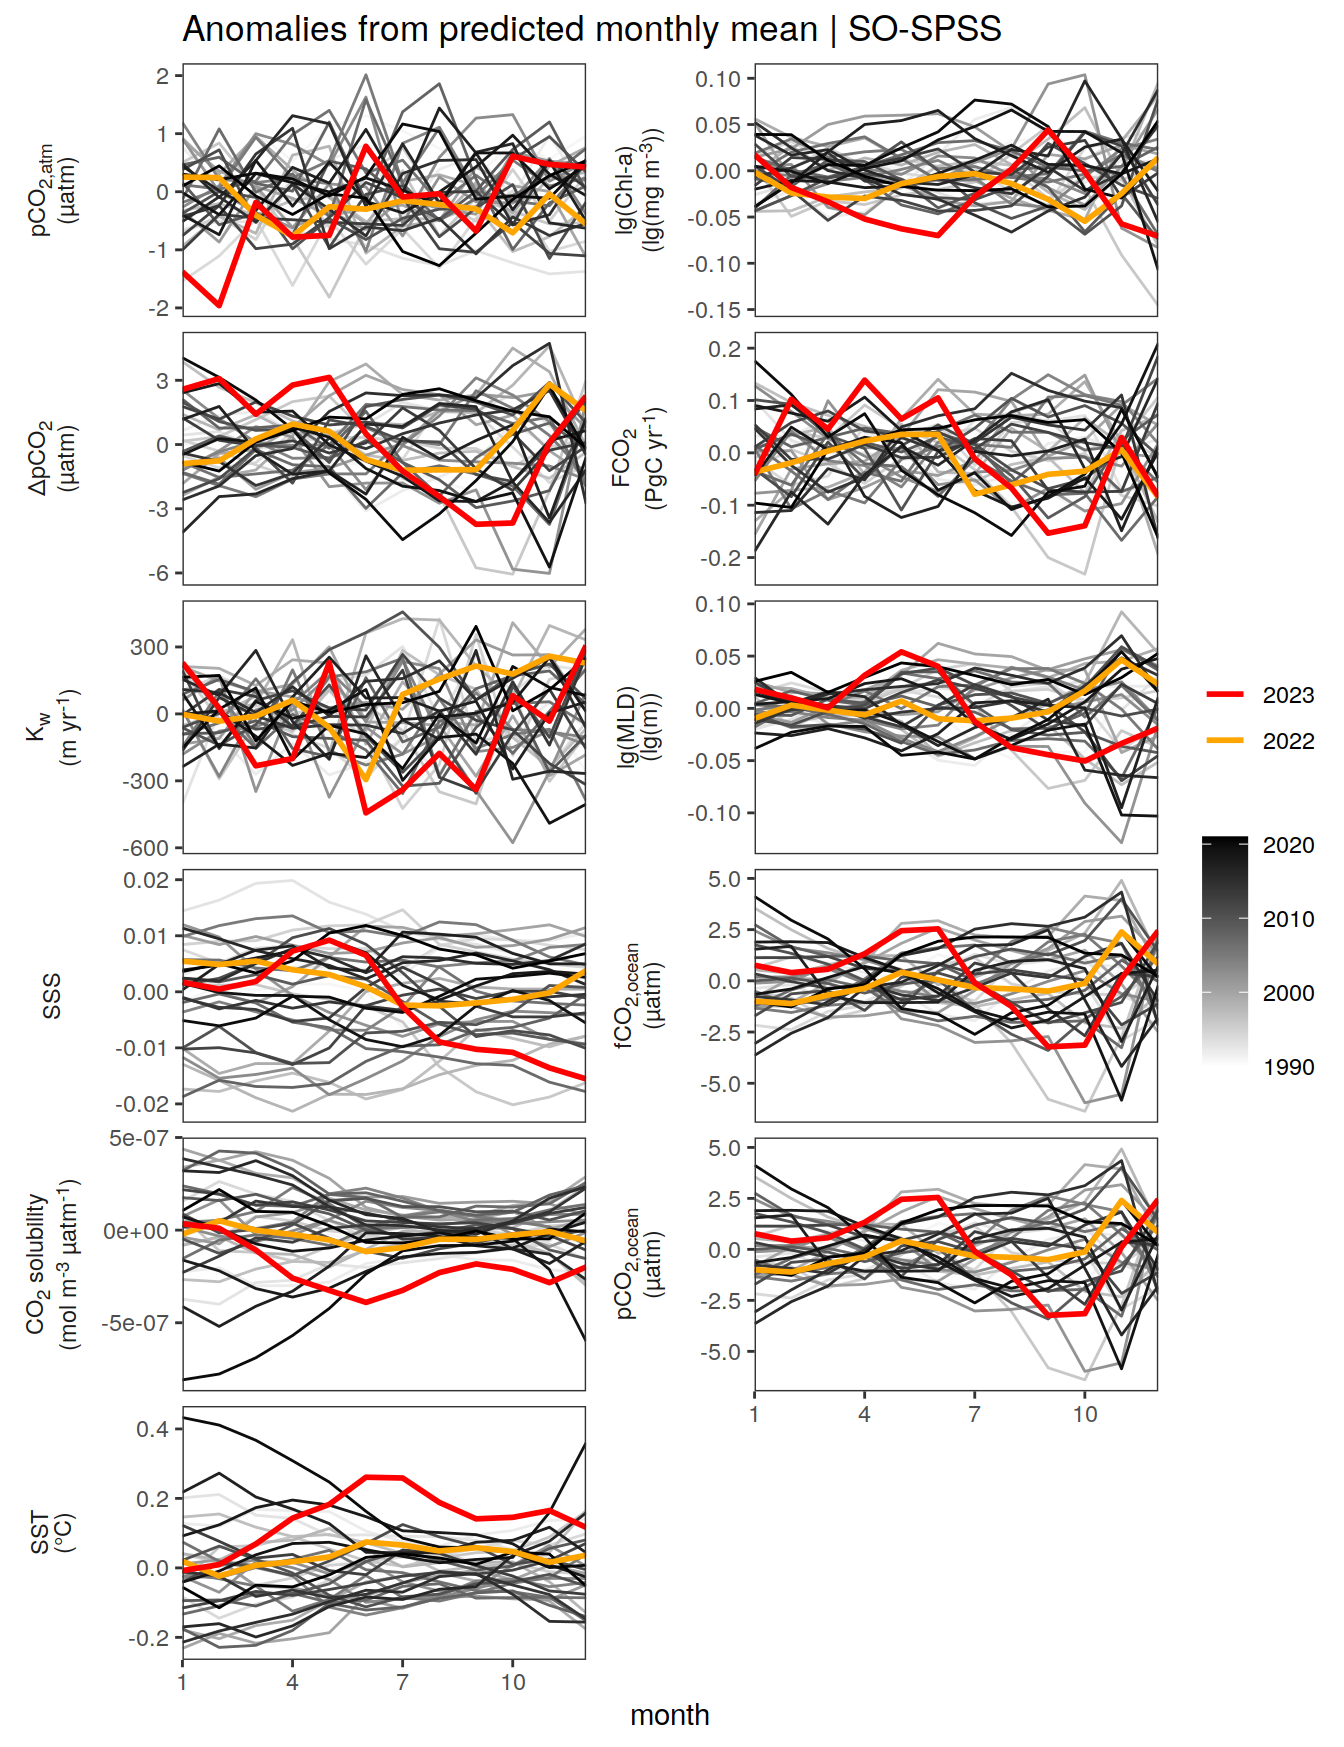 Anomalies from predicted monthly mean | SO-SPSS
pCO2,atm
(µatm)
2
1
0
-1
-2
lg(Chl-a)
(lg(mg m-3))
0.10
0.05
0.00
-0.05
-0.10
-0.15
ΔpCO2
(µatm)
3
0
-3
-6
FCO2
(PgC yr-1)
0.2
0.1
0.0
-0.1
-0.2
Kw
(m yr-1)
300
0
-300
-600
lg(MLD)
(lg(m))
0.10
0.05
0.00
-0.05
-0.10
SSS
0.02
0.01
0.00
-0.01
-0.02
fCO2,ocean
(µatm)
5.0
2.5
0.0
-2.5
-5.0
CO2 solubility
(mol m-3 µatm-1)
5e-07
0e+00
-5e-07
pCO2,ocean
(µatm)
5.0
2.5
0.0
-2.5
-5.0
1 4 7 10
SST
(°C)
0.4
0.2
0.0
-0.2
1 4 7 10
month
2023
2022
2020
2010
2000
1990